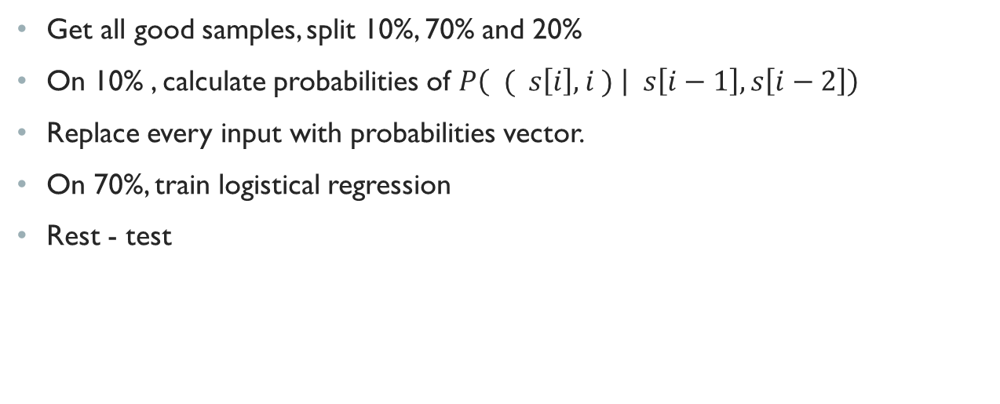 • Get all good samples, split 10%, 70% and 20%
• On 10% , calculate probabilities of P( ( s[i], i ) | s[i − 1], s[i − 2])
• Replace every input with probabilities vector.
• On 70%, train logistical regression
• Rest - test